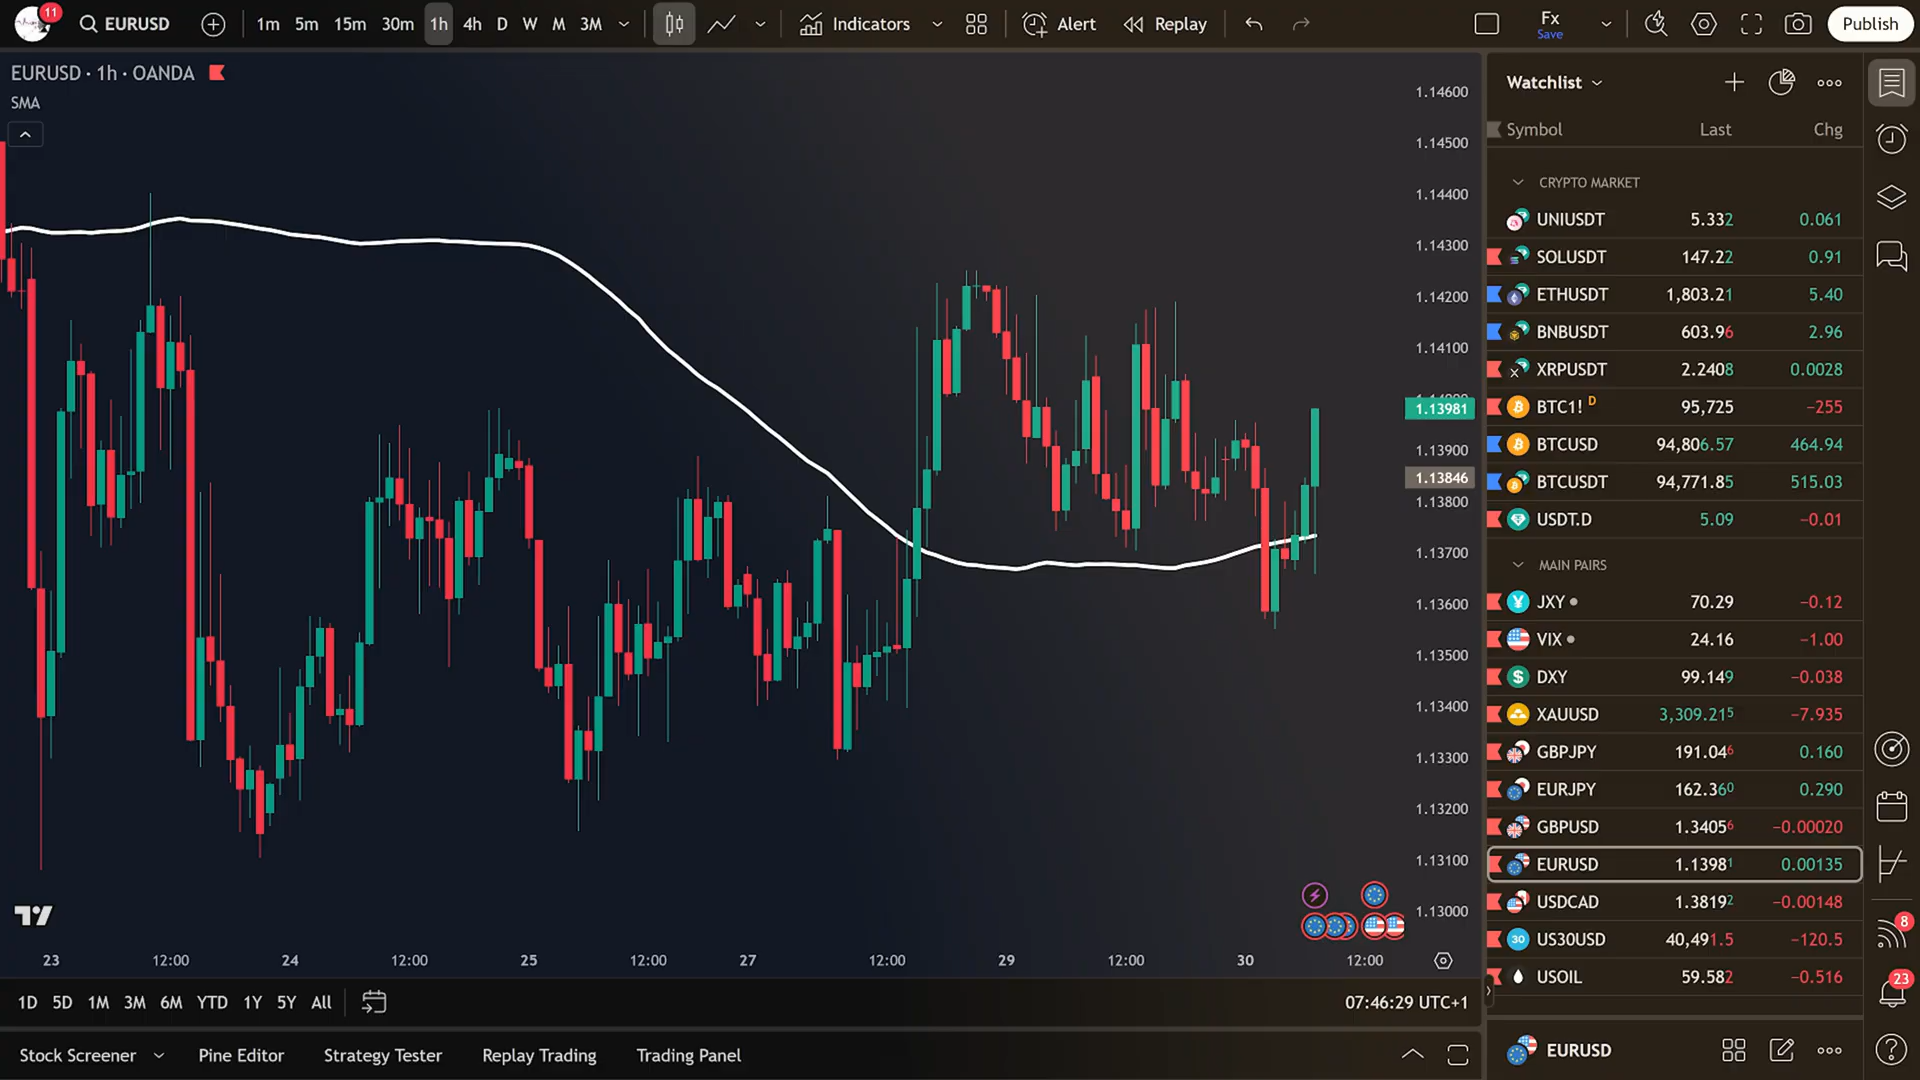 11
EURUSD
1m 5m 15m 30m 1h 4h D W M 3M
Indicators
Alert
Replay
Fx
Save
Publish
EURUSD · 1h · OANDA
SMA
1.14600
1.14500
1.14400
1.14300
1.14200
1.14100
1.13981
1.13900
1.13846
1.13800
1.13700
1.13600
1.13500
1.13400
1.13300
1.13200
1.13100
1.13000
23 12:00 24 12:00 25 12:00 27 12:00 29 12:00 30 12:00
1D 5D 1M 3M 6M YTD 1Y 5Y All
07:46:29 UTC+1
Stock Screener Pine Editor Strategy Tester Replay Trading Trading Panel
Watchlist
Symbol Last Chg
CRYPTO MARKET
UNIUSDT 5.332 0.061
SOLUSDT 147.22 0.91
ETHUSDT 1,803.21 5.40
BNBUSDT 603.96 2.96
XRPUSDT 2.2408 0.0028
BTC1! D 95,725 −255
BTCUSD 94,806.57 464.94
BTCUSDT 94,771.85 515.03
USDT.D 5.09 −0.01
MAIN PAIRS
JXY 70.29 −0.12
VIX 24.16 −1.00
DXY 99.149 −0.038
XAUUSD 3,309.215 −7.935
GBPJPY 191.046 0.160
EURJPY 162.360 0.290
GBPUSD 1.34056 −0.00020
EURUSD 1.13981 0.00135
USDCAD 1.38192 −0.00148
US30USD 40,491.5 −120.5
USOIL 59.582 −0.516
EURUSD
8
23